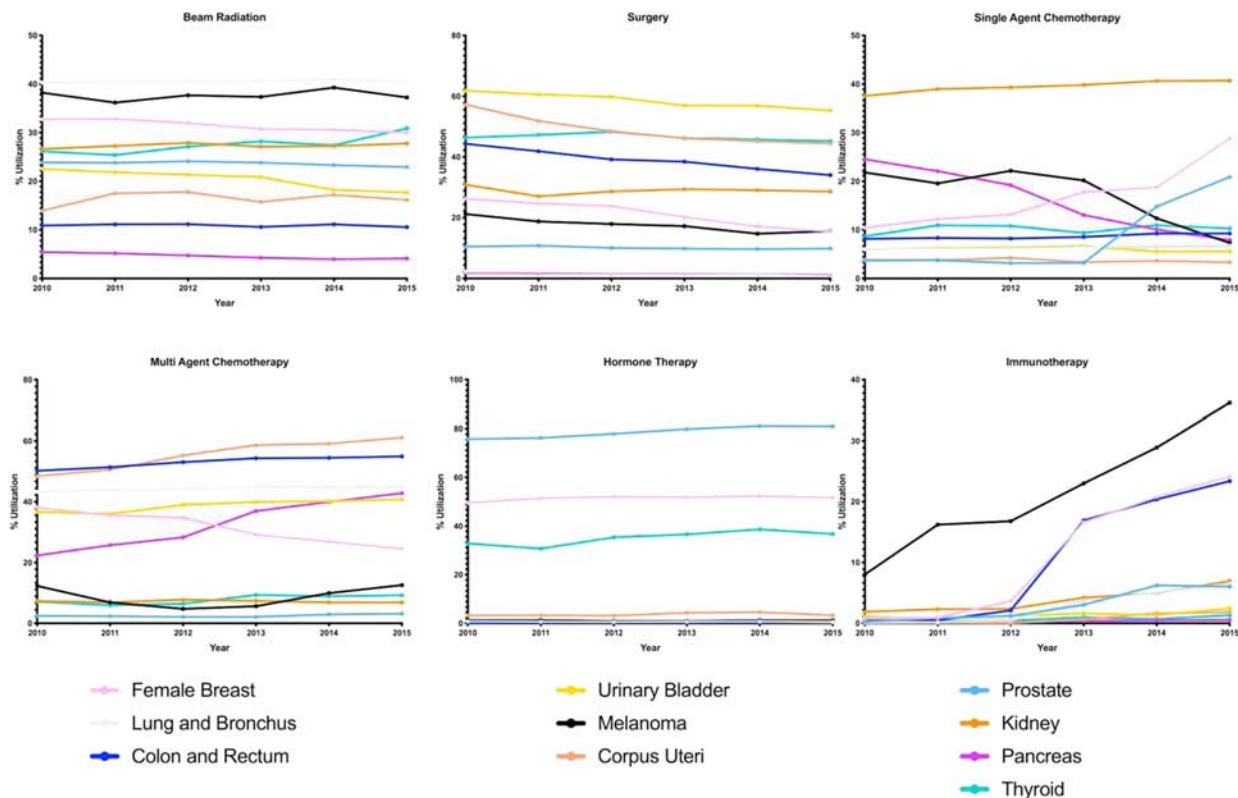 Beam Radiation
50
40
30
20
10
0
% Utilization
2010 2011 2012 2013 2014 2015
Year
Surgery
80
60
40
20
0
% Utilization
2010 2011 2012 2013 2014 2015
Year
Single Agent Chemotherapy
50
40
30
20
10
0
% Utilization
2010 2011 2012 2013 2014 2015
Year
Multi Agent Chemotherapy
80
60
40
20
0
% Utilization
2010 2011 2012 2013 2014 2015
Year
Hormone Therapy
100
80
60
40
20
0
% Utilization
2010 2011 2012 2013 2014 2015
Year
Immunotherapy
40
30
20
10
0
% Utilization
2010 2011 2012 2013 2014 2015
Year
Female Breast
Lung and Bronchus
Colon and Rectum
Urinary Bladder
Melanoma
Corpus Uteri
Prostate
Kidney
Pancreas
Thyroid